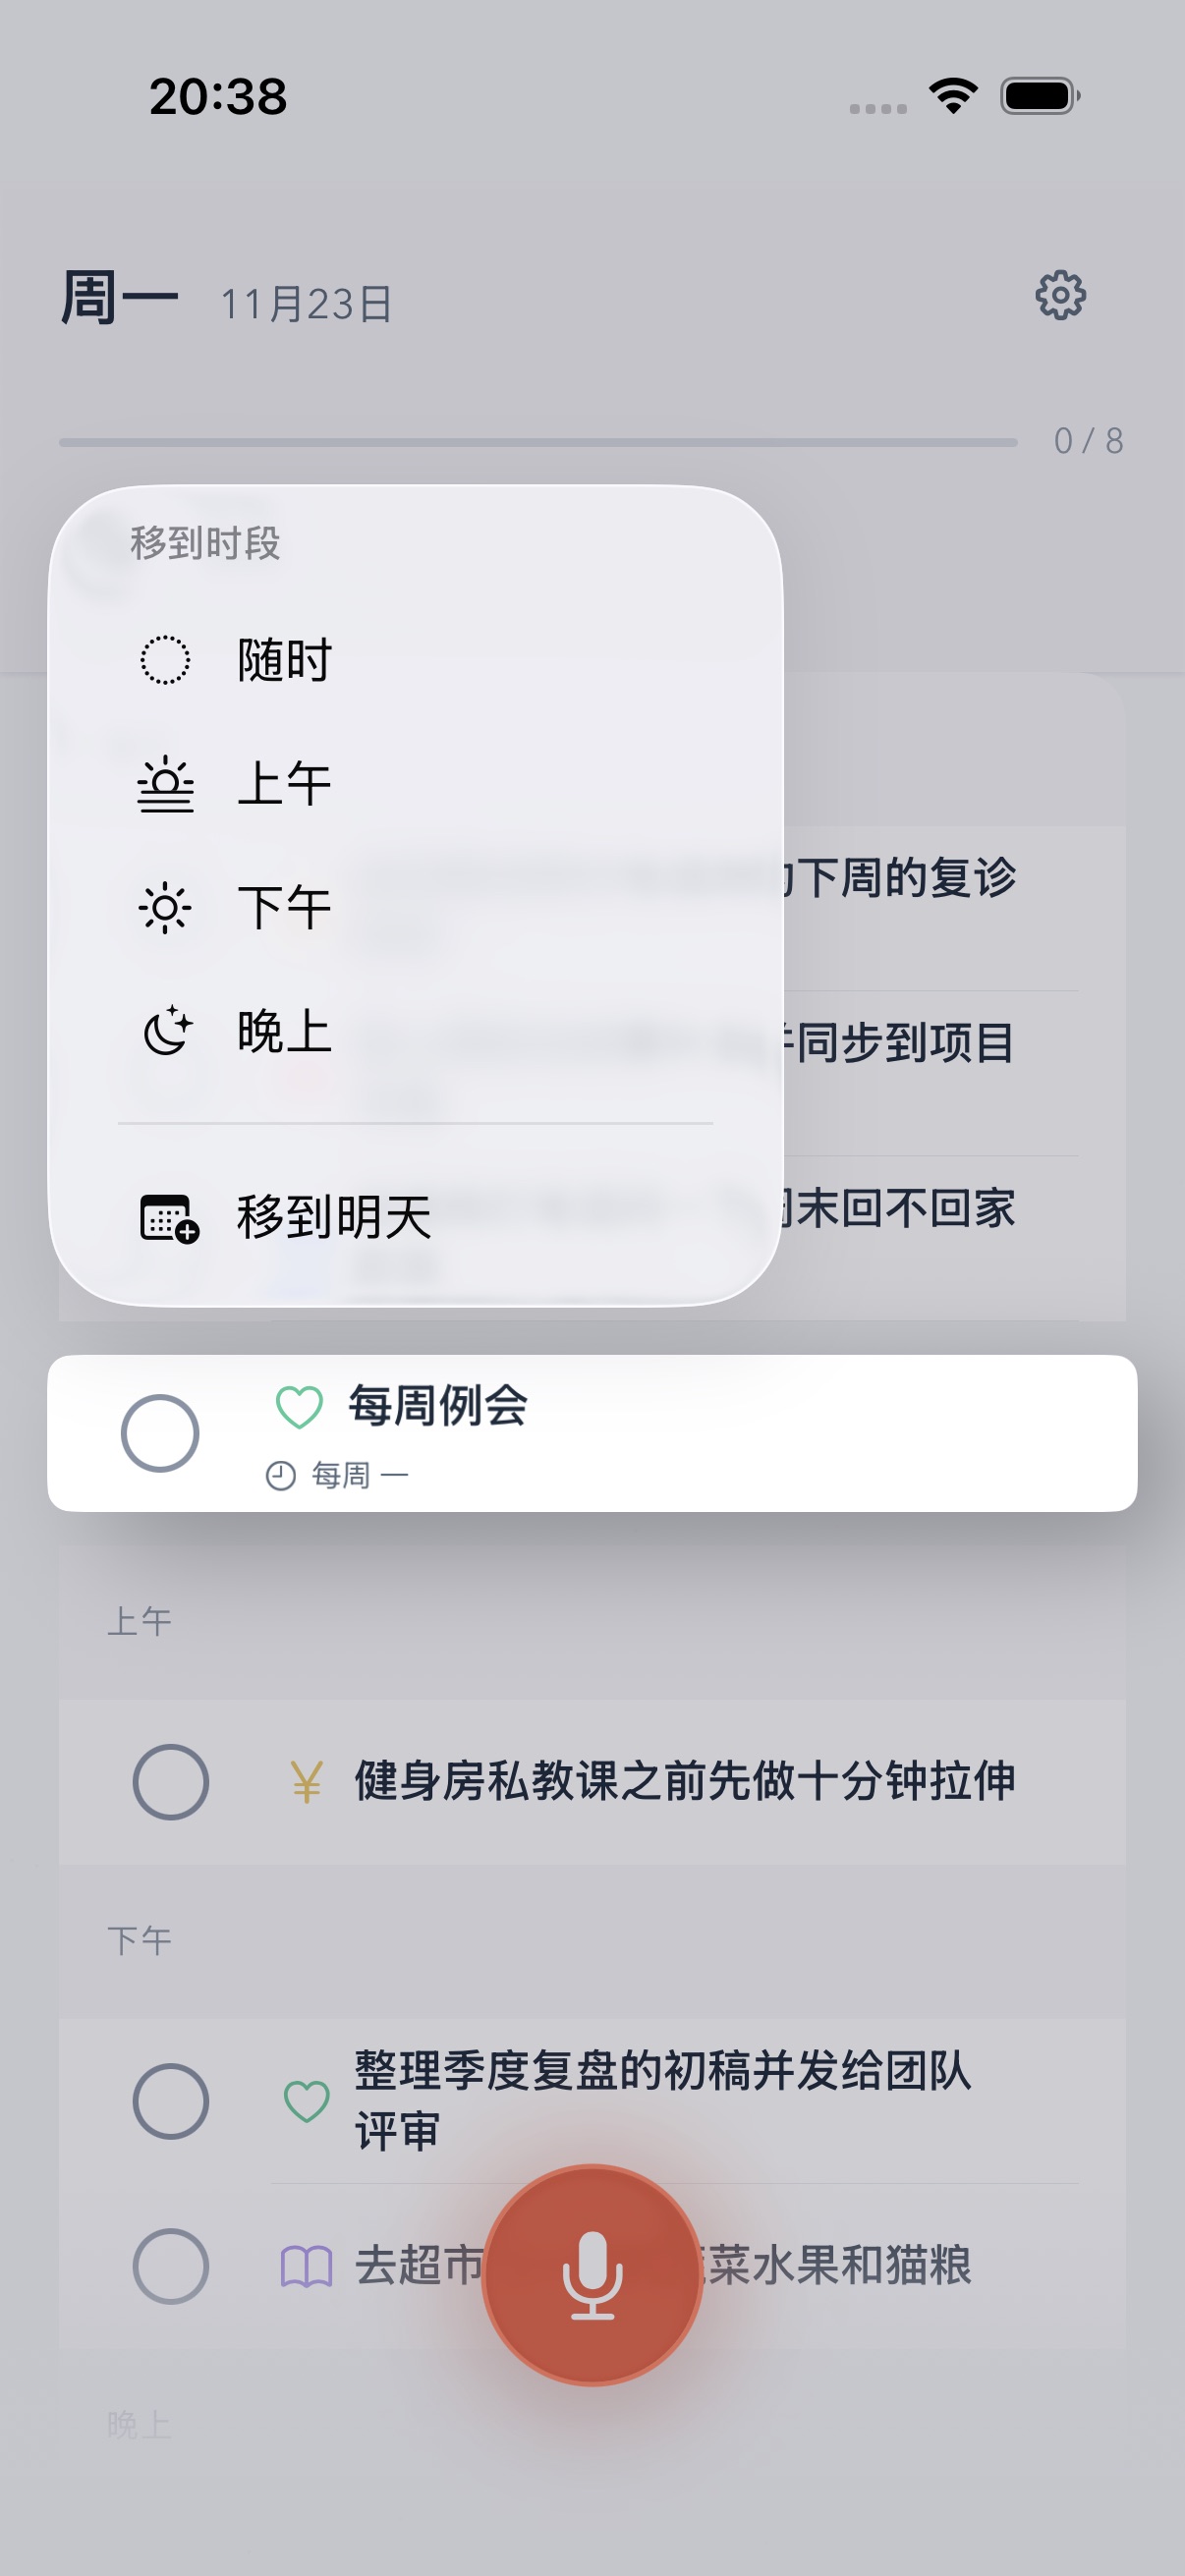 20:38
周一 11月23日
0 / 8
移到时段
随时
上午
下午
晚上
移到明天
下周的复诊
同步到项目
末回不回家
每周例会
每周 一
上午
健身房私教课之前先做十分钟拉伸
下午
整理季度复盘的初稿并发给团队
评审
去超市
菜水果和猫粮
晚上